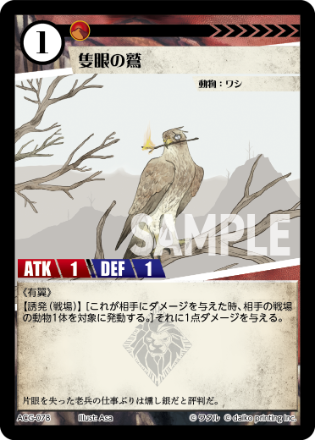 1
隻眼の鷲
動物：ワシ
SAMPLE
ATK 1 DEF 1
《有翼》
【誘発（戦場）】［これが相手にダメージを与えた時、相手の戦場
の動物1体を対象に発動する。］それに1点ダメージを与える。
片眼を失った老兵の仕事ぶりは燻し銀だと評判だ。
ACG-078 Illust: Asa © ワタル © daiko printing inc.